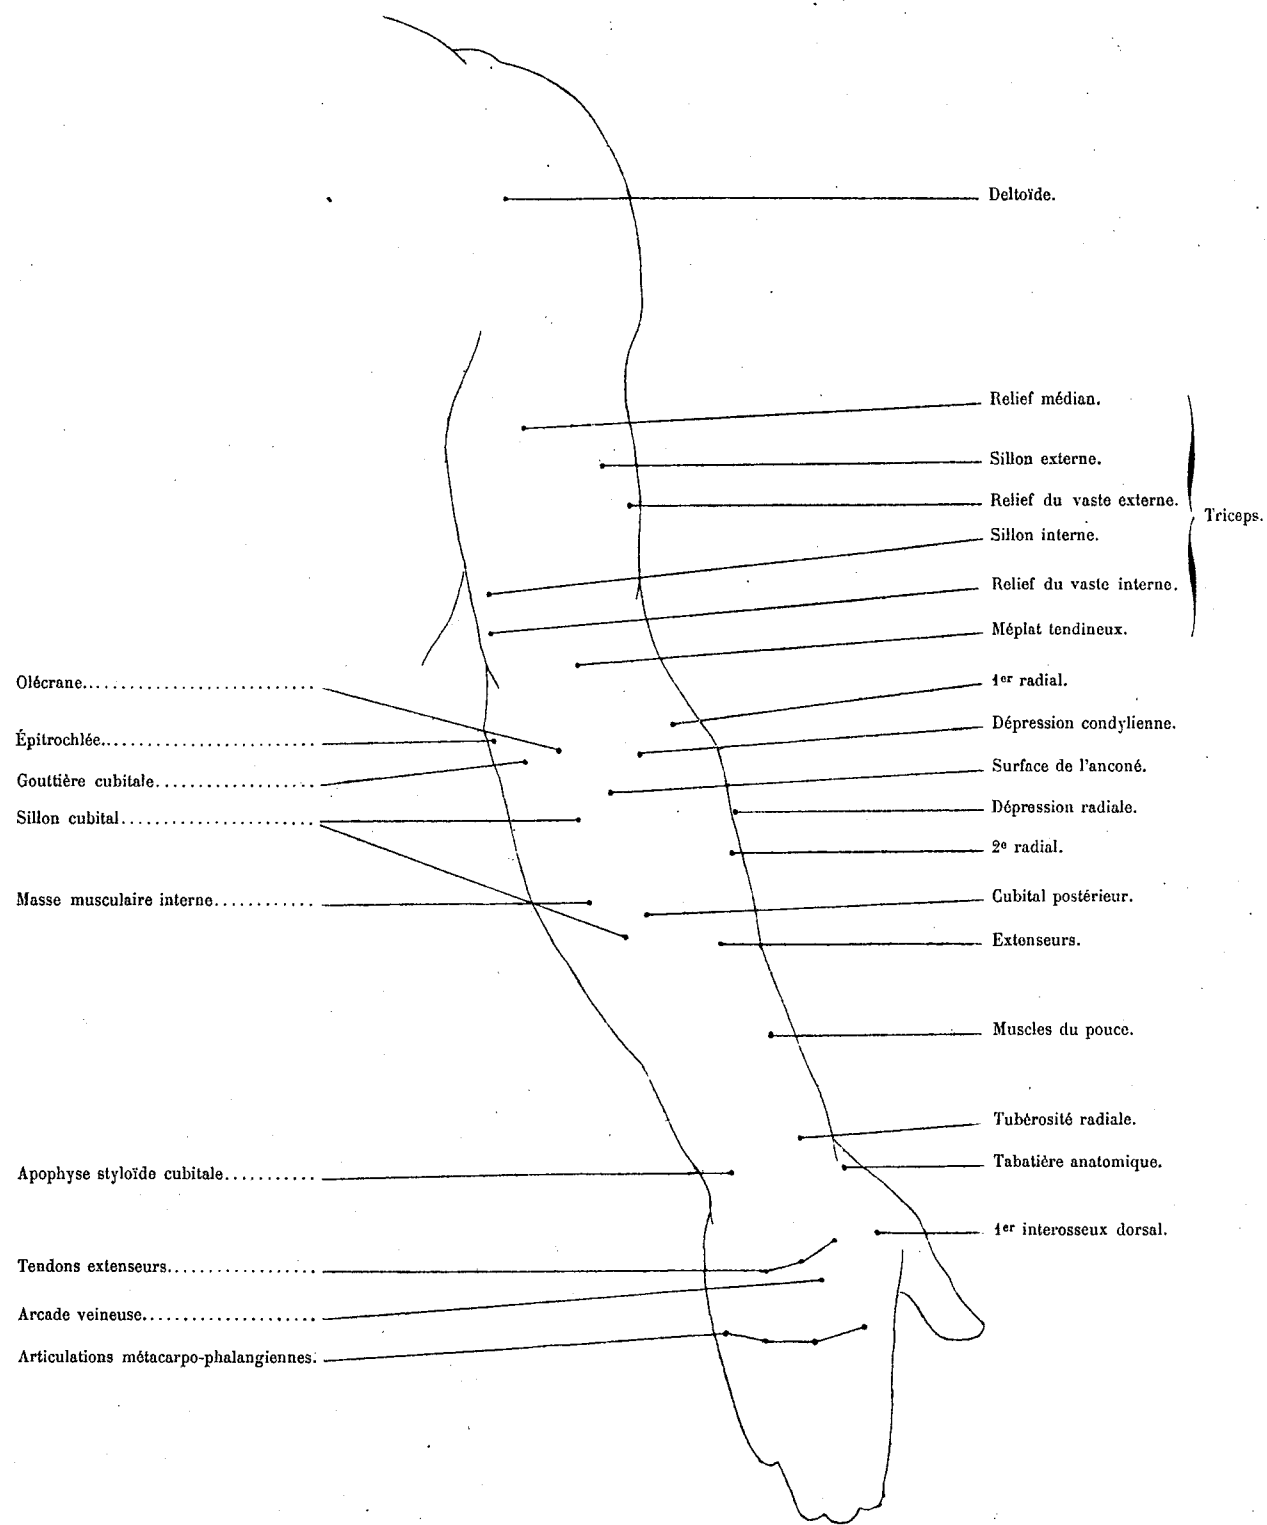 Deltoïde.
Relief médian.
Sillon externe.
Relief du vaste externe.
Triceps.
Sillon interne.
Relief du vaste interne.
Méplat tendineux.
1er radial.
Dépression condylienne.
Surface de l'anconé.
Dépression radiale.
2e radial.
Cubital postérieur.
Extenseurs.
Muscles du pouce.
Tubérosité radiale.
Tabatière anatomique.
1er interosseux dorsal.
Olécrane
Épitrochlée
Gouttière cubitale
Sillon cubital
Masse musculaire interne
Apophyse styloïde cubitale
Tendons extenseurs
Arcade veineuse
Articulations métacarpo-phalangiennes.